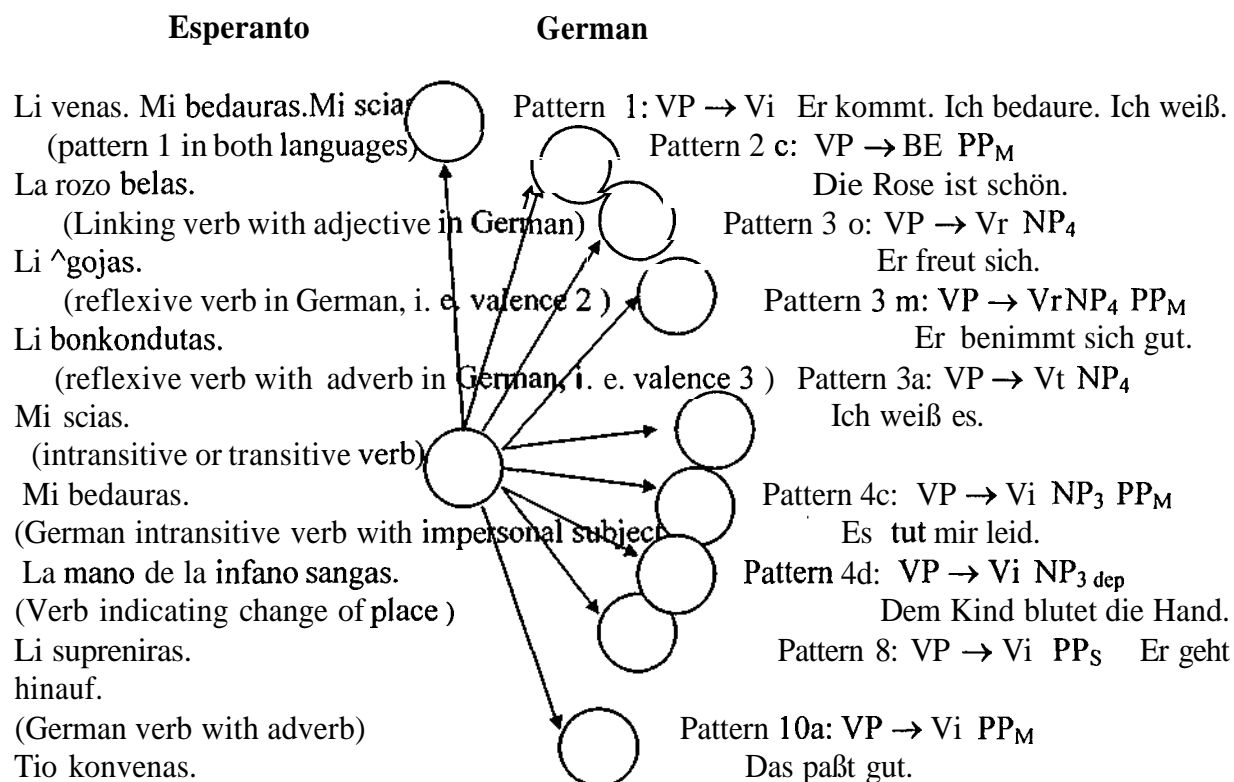 Esperanto German
Li venas. Mi bedauras.Mi scias Pattern 1: VP → Vi Er kommt. Ich bedaure. Ich weiß.
(pattern 1 in both languages) Pattern 2 c: VP → BE PP_M
La rozo belas. Die Rose ist schön.
(Linking verb with adjective in German) Pattern 3 o: VP → Vr NP₄
Li ^gojas. Er freut sich.
(reflexive verb in German, i. e. valence 2 ) Pattern 3 m: VP → VrNP₄ PP_M
Li bonkondutas. Er benimmt sich gut.
(reflexive verb with adverb in German, i. e. valence 3 ) Pattern 3a: VP → Vt NP₄
Mi scias. Ich weiß es.
(intransitive or transitive verb)
Mi bedauras. Pattern 4c: VP → Vi NP₃ PP_M
(German intransitive verb with impersonal subject Es tut mir leid.
La mano de la infano sangas. Pattern 4d: VP → Vi NP₃ dep
(Verb indicating change of place ) Dem Kind blutet die Hand.
Li supreniras. Pattern 8: VP → Vi PP_S Er geht
hinauf.
(German verb with adverb) Pattern 10a: VP → Vi PP_M
Tio konvenas. Das paßt gut.